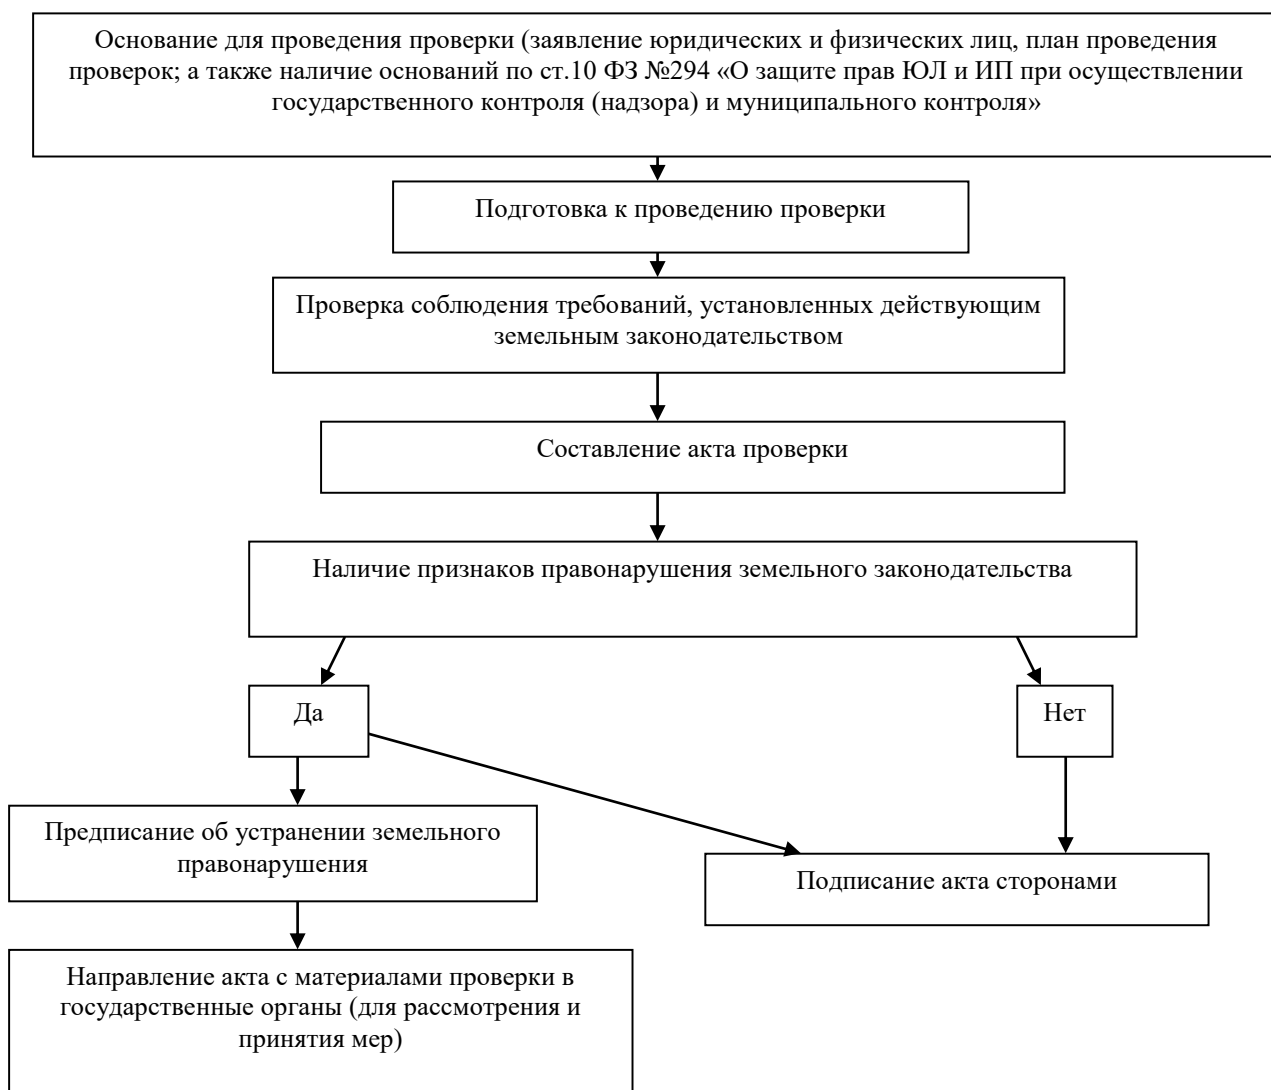 Основание для проведения проверки (заявление юридических и физических лиц, план проведения
проверок; а также наличие оснований по ст.10 ФЗ №294 «О защите прав ЮЛ и ИП при осуществлении
государственного контроля (надзора) и муниципального контроля»
Подготовка к проведению проверки
Проверка соблюдения требований, установленных действующим
земельным законодательством
Составление акта проверки
Наличие признаков правонарушения земельного законодательства
Да
Нет
Предписание об устранении земельного
правонарушения
Подписание акта сторонами
Направление акта с материалами проверки в
государственные органы (для рассмотрения и
принятия мер)